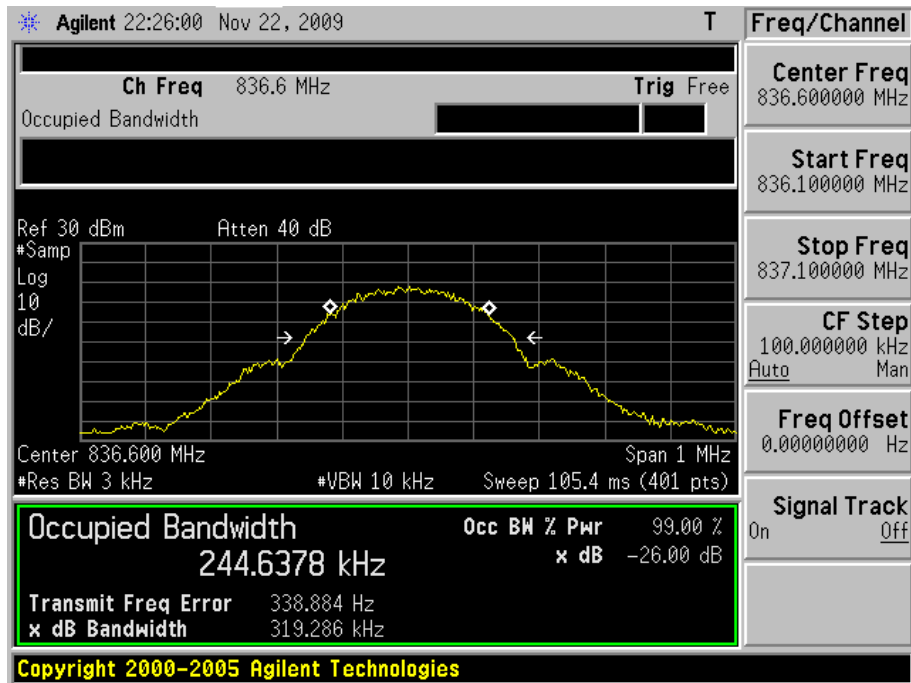 Agilent 22:26:00 Nov 22, 2009 T
Freq/Channel
Ch Freq 836.6 MHz Trig Free
Occupied Bandwidth
Center Freq
836.600000 MHz
Start Freq
836.100000 MHz
Stop Freq
837.100000 MHz
CF Step
100.000000 kHz
Auto Man
Freq Offset
0.00000000 Hz
Signal Track
On Off
Ref 30 dBm Atten 40 dB
#Samp
Log
10
dB/
Center 836.600 MHz Span 1 MHz
#Res BW 3 kHz #VBW 10 kHz Sweep 105.4 ms (401 pts)
Occupied Bandwidth Occ BW % Pwr 99.00 %
244.6378 kHz x dB -26.00 dB
Transmit Freq Error 338.884 Hz
x dB Bandwidth 319.286 kHz
Copyright 2000-2005 Agilent Technologies